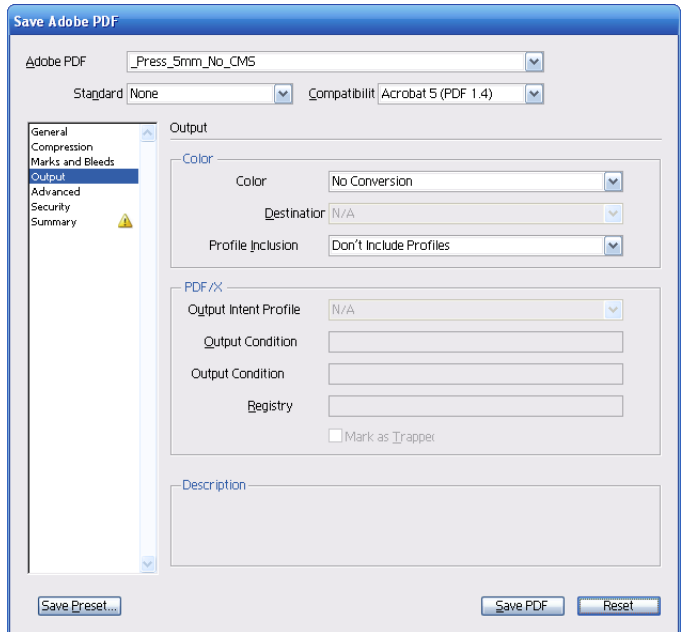 Save Adobe PDF
Adobe PDF _Press_5mm_No_CMS
Standard None Compatibilit Acrobat 5 (PDF 1.4)
General
Compression
Marks and Bleeds
Output
Advanced
Security
Summary
Output
Color
Color No Conversion
Destination N/A
Profile Inclusion Don't Include Profiles
PDF/X
Output Intent Profile N/A
Output Condition
Output Condition
Registry
Mark as Trapped
Description
Save Preset... Save PDF Reset